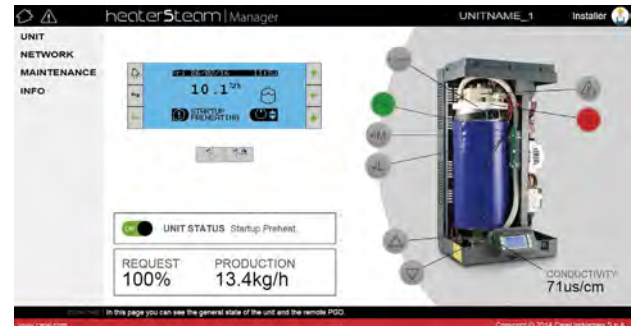 heaterSteam | Manager
UNITNAME_1
Installer
UNIT
NETWORK
MAINTENANCE
INFO
10.1
STARTUP
PREHEATING
ON
UNIT STATUS Startup Preheat
REQUEST
100%
PRODUCTION
13.4kg/h
CONDUCTIVITY
71us/cm
In this page you can see the general state of the unit and the remote PGD.
www.carel.com
Copyright © 2014 Carel Industries S.p.A.